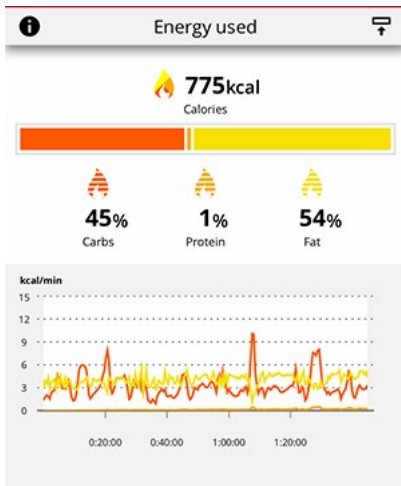 Energy used
775kcal
Calories
45% 1% 54%
Carbs Protein Fat
kcal/min
15
12
9
6
3
0
0:20:00 0:40:00 1:00:00 1:20:00